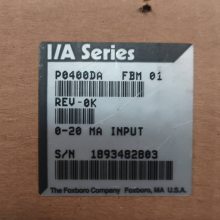 I/A Series
P0400DA FBM 01
REV-0K
0-20 MA INPUT
S/N 1893482803
The Foxboro Company Foxboro, MA U.S.A.